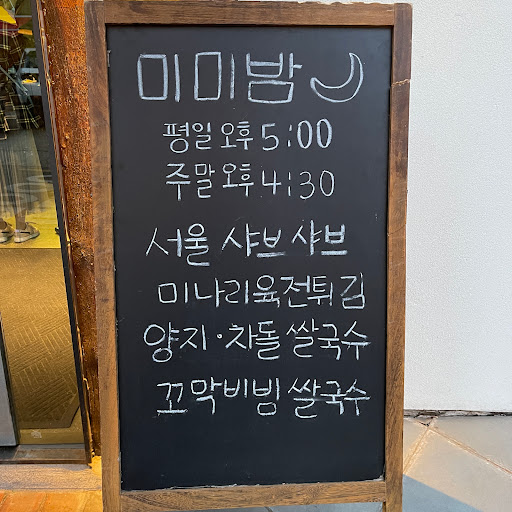 미미밤
평일 오후 5:00
주말 오후 4:30
서울 샤브샤브
미나리육전튀김
양지·차돌 쌀국수
꼬막비빔 쌀국수